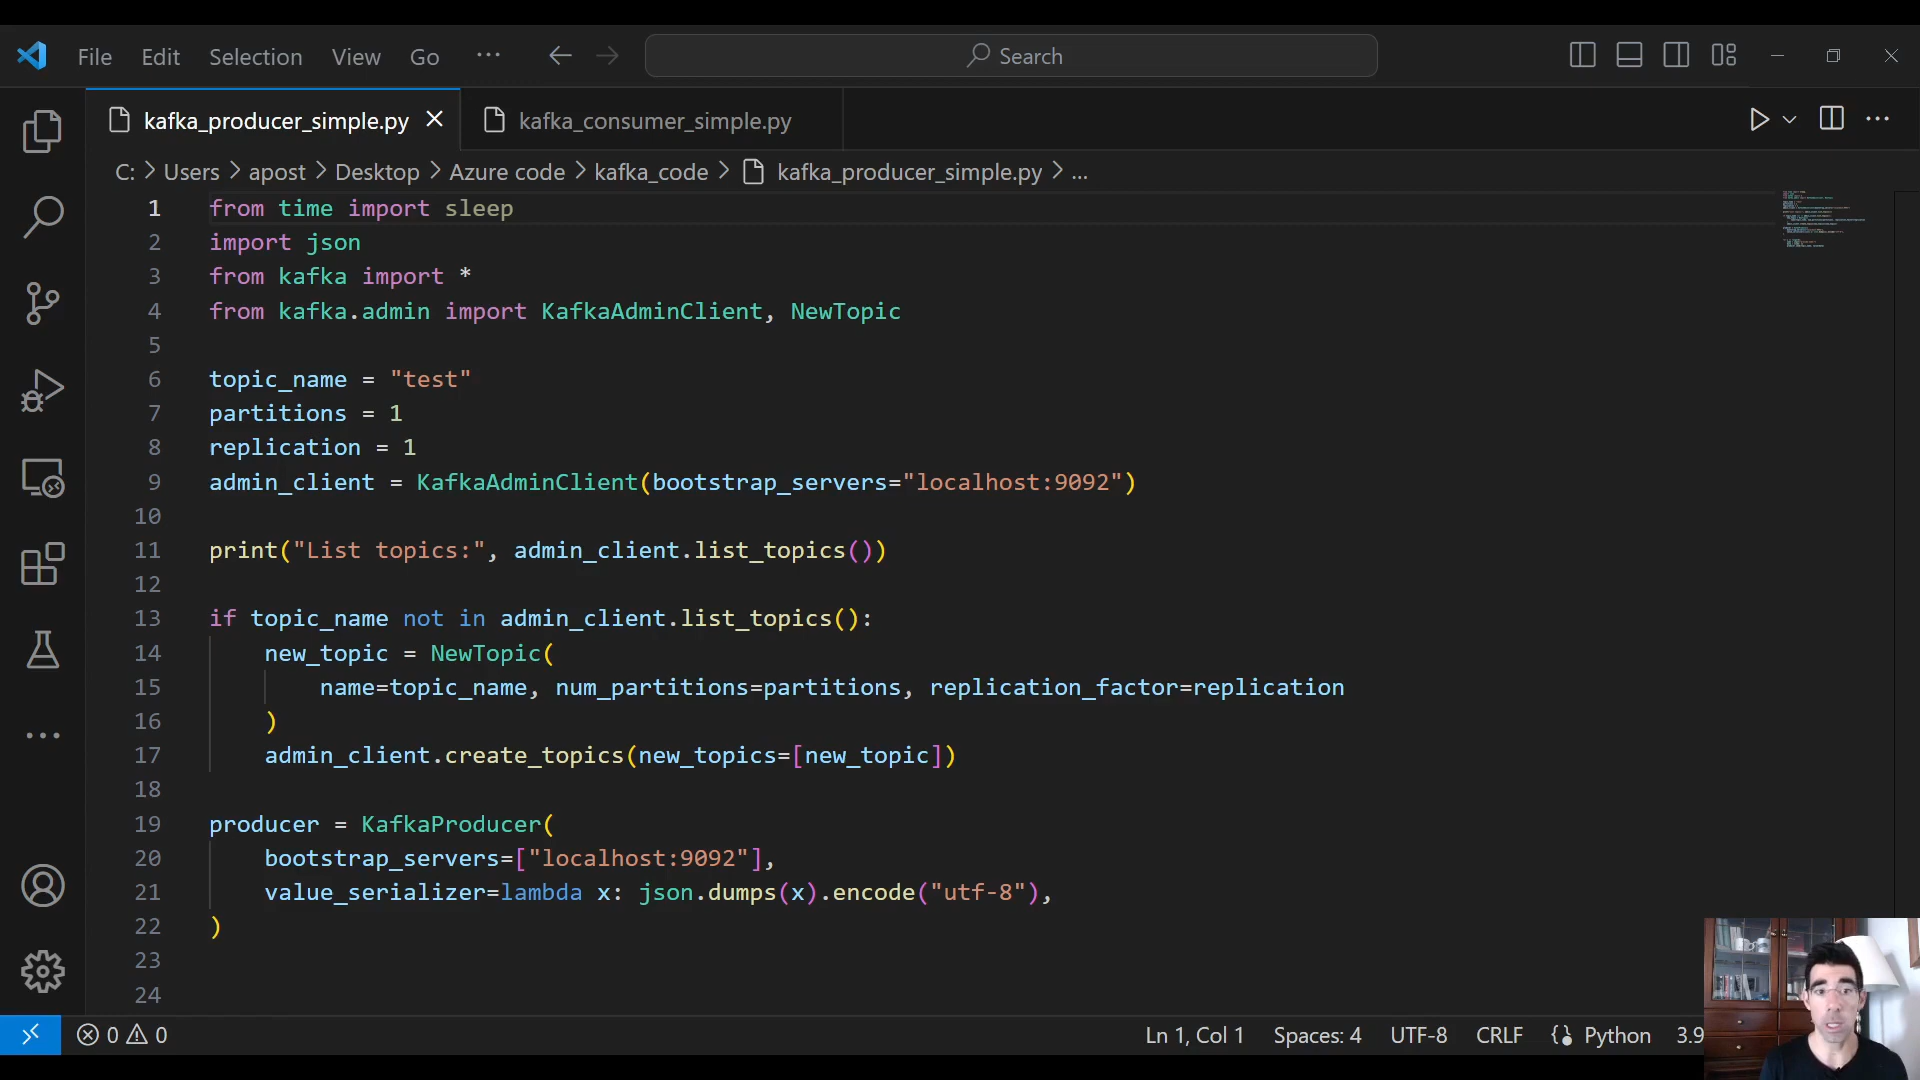 File Edit Selection View Go ··· Search
kafka_producer_simple.py kafka_consumer_simple.py
C: > Users > apost > Desktop > Azure code > kafka_code > kafka_producer_simple.py > ...
1 from time import sleep
2 import json
3 from kafka import *
4 from kafka.admin import KafkaAdminClient, NewTopic
5
6 topic_name = "test"
7 partitions = 1
8 replication = 1
9 admin_client = KafkaAdminClient(bootstrap_servers="localhost:9092")
10
11 print("List topics:", admin_client.list_topics())
12
13 if topic_name not in admin_client.list_topics():
14     new_topic = NewTopic(
15         name=topic_name, num_partitions=partitions, replication_factor=replication
16     )
17     admin_client.create_topics(new_topics=[new_topic])
18
19 producer = KafkaProducer(
20     bootstrap_servers=["localhost:9092"],
21     value_serializer=lambda x: json.dumps(x).encode("utf-8"),
22 )
23
24
0 0 Ln 1, Col 1 Spaces: 4 UTF-8 CRLF Python 3.9